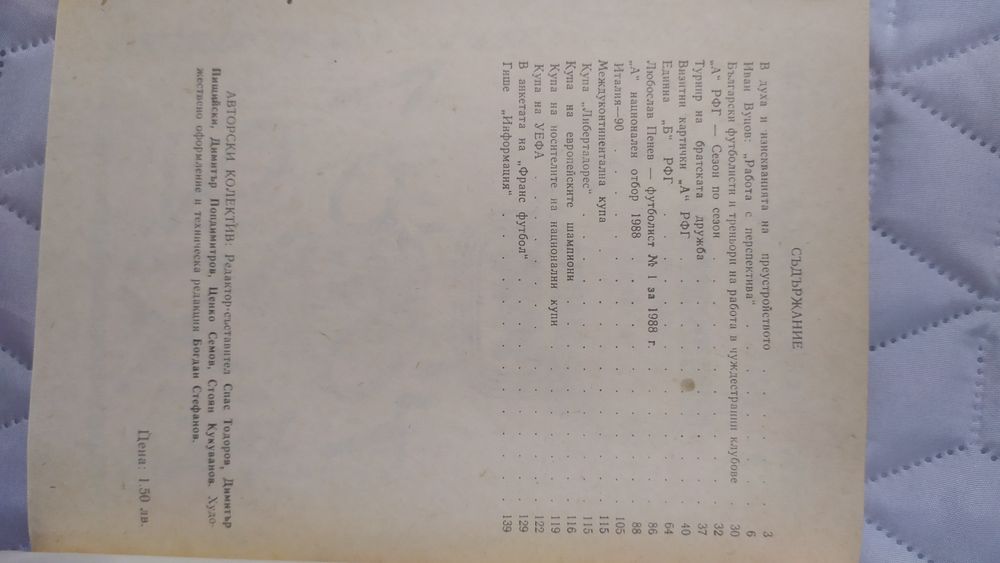 СЪДЪРЖАНИЕ
В духа и изискванията на преустройството . . . . . 3
Иван Вуцов: „Работа с перспектива“ . . . . . . . 6
Български футболисти и треньори на работа в чуждестранни клубове 30
„А“ РФГ — Сезон по сезон . . . . . . . . . 32
Турнир на братската дружба . . . . . . . . . 37
Визитни картички „А“ РФГ . . . . . . . . . 40
Единна „Б“ РФГ . . . . . . . . . . . 64
Любослав Пенев — футболист № 1 за 1988 г. . . . . . 86
„А“ национален отбор 1988 . . . . . . . . . 88
Италия—90 . . . . . . . . . . . . 105
Междуконтинентална купа . . . . . . . . . 115
Купа „Либертадорес“ . . . . . . . . . . 115
Купа на европейските шампиони . . . . . . . . 116
Купа на носителите на национални купи . . . . . . 119
Купа на УЕФА . . . . . . . . . . . 122
В анкетата на „Франс футбол“ . . . . . . . . 129
Гише „Информация“ . . . . . . . . . . 139
АВТОРСКИ КОЛЕКТИВ: Редактор-съставител Спас Тодоров, Димитър
Пищийски, Димитър Попдимитров, Ценко Семов, Стоян Кукуванов. Худо-
жествено оформление и техническа редакция Богдан Стефанов.
Цена: 1.50 лв.